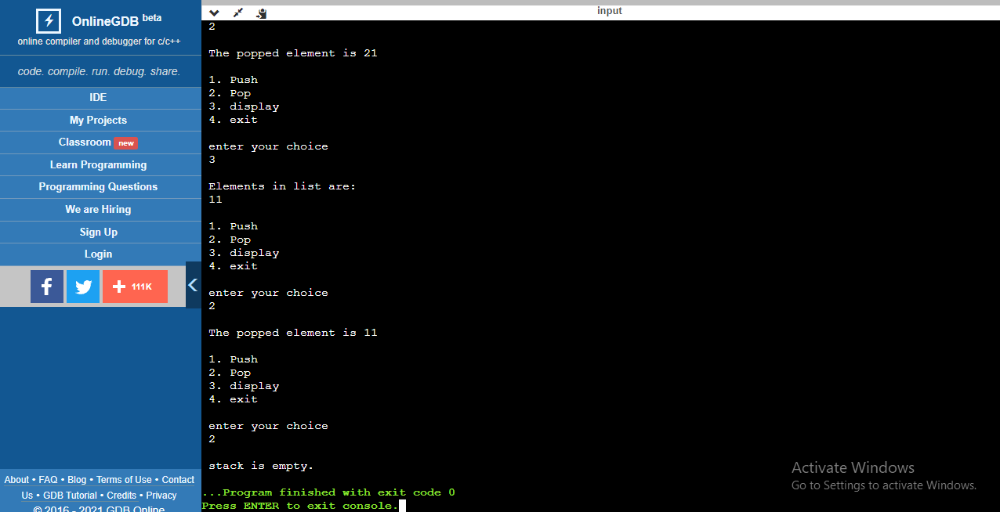 OnlineGDB beta
online compiler and debugger for c/c++
code. compile. run. debug. share.
IDE
My Projects
Classroom new
Learn Programming
Programming Questions
We are Hiring
Sign Up
Login
111K
About • FAQ • Blog • Terms of Use • Contact
Us • GDB Tutorial • Credits • Privacy
© 2016 - 2021 GDB Online
input
2
The popped element is 21
1. Push
2. Pop
3. display
4. exit
enter your choice
3
Elements in list are:
11
1. Push
2. Pop
3. display
4. exit
enter your choice
2
The popped element is 11
1. Push
2. Pop
3. display
4. exit
enter your choice
2
stack is empty.
...Program finished with exit code 0
Press ENTER to exit console.
Activate Windows
Go to Settings to activate Windows.